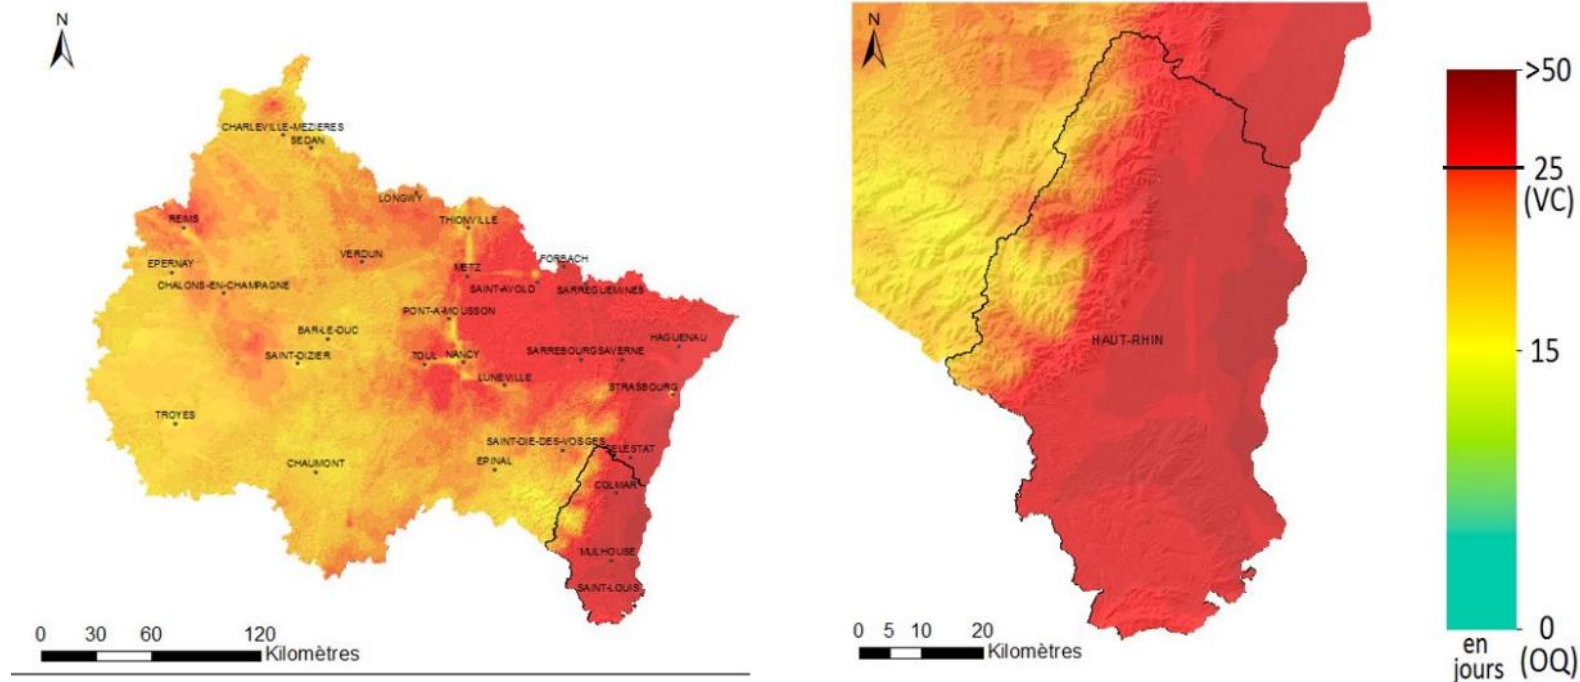 N
CHARLEVILLE-MEZIERES
SEDAN
LONGWY
REIMS
THIONVILLE
VERDUN
EPERNAY
METZ
FORBACH
CHALONS-EN-CHAMPAGNE
SAINT-AVOLD
SARREGUEMINES
PONT-A-MOUSSON
BAR-LE-DUC
HAGUENAU
SAINT-DIZIER
TOUL
NANCY
SARREBOURG
SAVERNE
LUNEVILLE
STRASBOURG
TROYES
SAINT-DIE-DES-VOSGES
SELESTAT
CHAUMONT
EPINAL
COLMAR
MULHOUSE
SAINT-LOUIS
0 30 60 120
Kilomètres
N
HAUT-RHIN
0 5 10 20
Kilomètres
>50
25
(VC)
15
0
(OQ)
en
jours